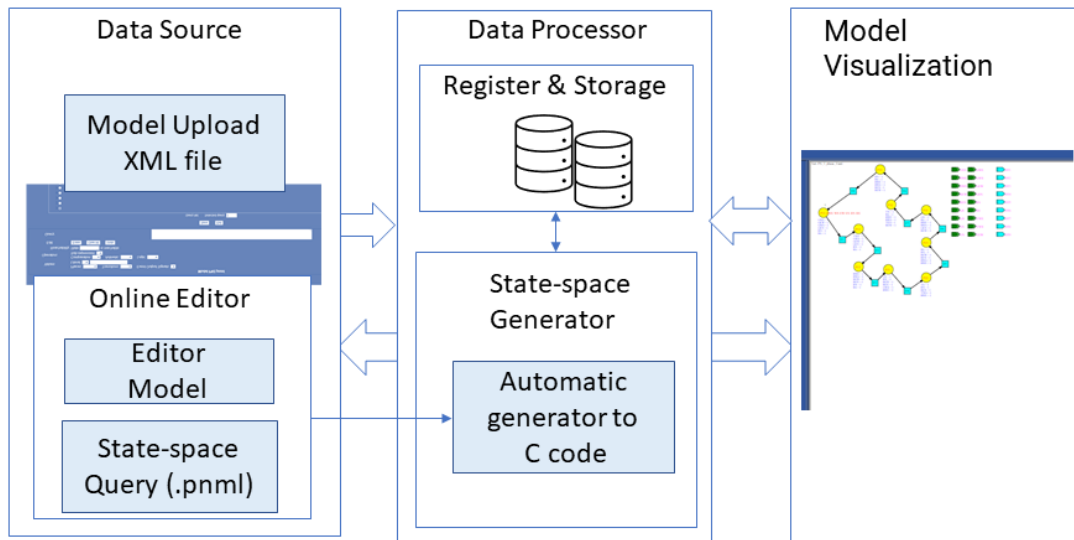 Data Source
Model Upload
XML file
Online Editor
Editor
Model
State-space
Query (.pnml)
Data Processor
Register & Storage
State-space
Generator
Automatic
generator to
C code
Model
Visualization